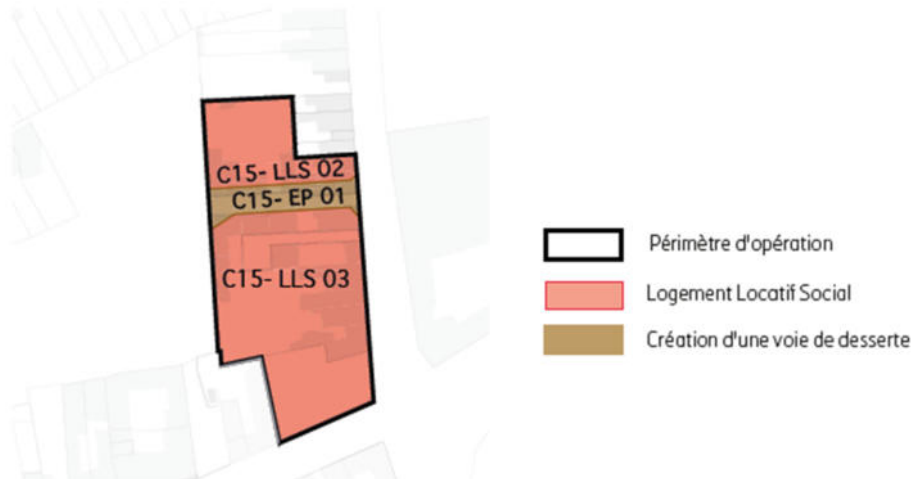 C15- LLS 02
C15- EP 01
C15- LLS 03
Périmètre d'opération
Logement Locatif Social
Création d'une voie de desserte